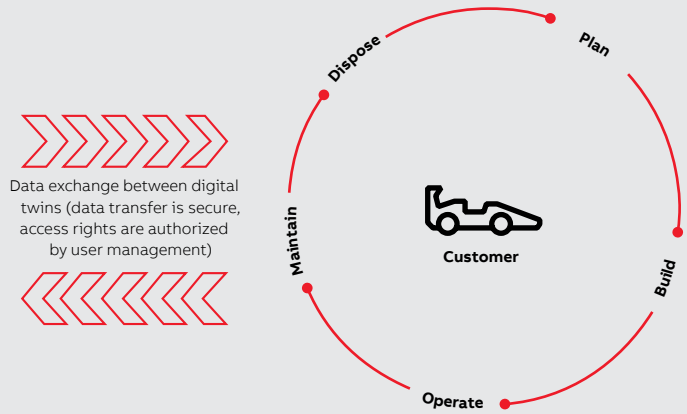 Data exchange between digital
twins (data transfer is secure,
access rights are authorized
by user management)
Dispose
Plan
Build
Operate
Maintain
Customer